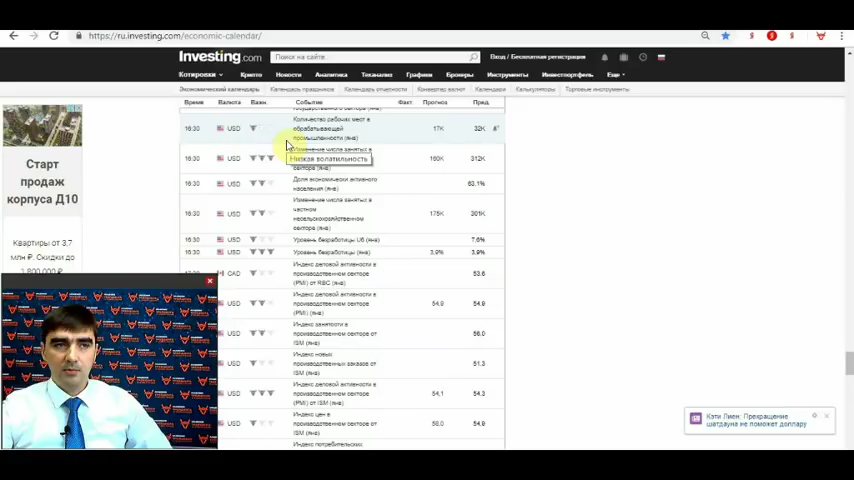 https://ru.investing.com/economic-calendar/
Investing.com
Поиск на сайте
Вход / Бесплатная регистрация
Котировки Крипто Новости Аналитика Теханализ Графики Брокеры Инструменты Инвестпортфель Еще
Экономический календарь Календарь праздников Календарь отчетности Конвертер валют Календари Калькуляторы Торговые инструменты
Время Валюта Важн. Событие Факт. Прогноз Пред.
Количество рабочих мест в
16:30 USD обрабатывающей 17K 32K
промышленности (янв)
Изменение числа занятых в
16:30 USD 160K 312K
Низкая волатильность
сектора (янв)
Доля экономически активного
16:30 USD 63,1%
населения (янв)
Изменение числа занятых в
частном
16:30 USD 175K 301K
несельскохозяйственном
секторе (янв)
16:30 USD Уровень безработицы U6 (янв) 7,6%
16:30 USD Уровень безработицы (янв) 3,9% 3,9%
Индекс деловой активности в
CAD производственном секторе 53,6
(PMI) от RBC (янв)
Индекс деловой активности в
USD производственном секторе 54,9 54,9
(PMI) (янв)
Индекс занятости в
USD производственном секторе от 56,0
ISM (янв)
Индекс новых
USD производственных заказов от 51,3
ISM (янв)
Индекс деловой активности в
USD производственном секторе 54,1 54,3
(PMI) от ISM (янв)
Индекс цен в
USD производственном секторе от 58,0 54,9
ISM (янв)
Индекс потребительских
Старт
продаж
корпуса Д10
Квартиры от 3,7
млн ₽. Скидки до
1 800 000 ₽
Кэти Лиен: Прекращение
шатдауна не поможет доллару